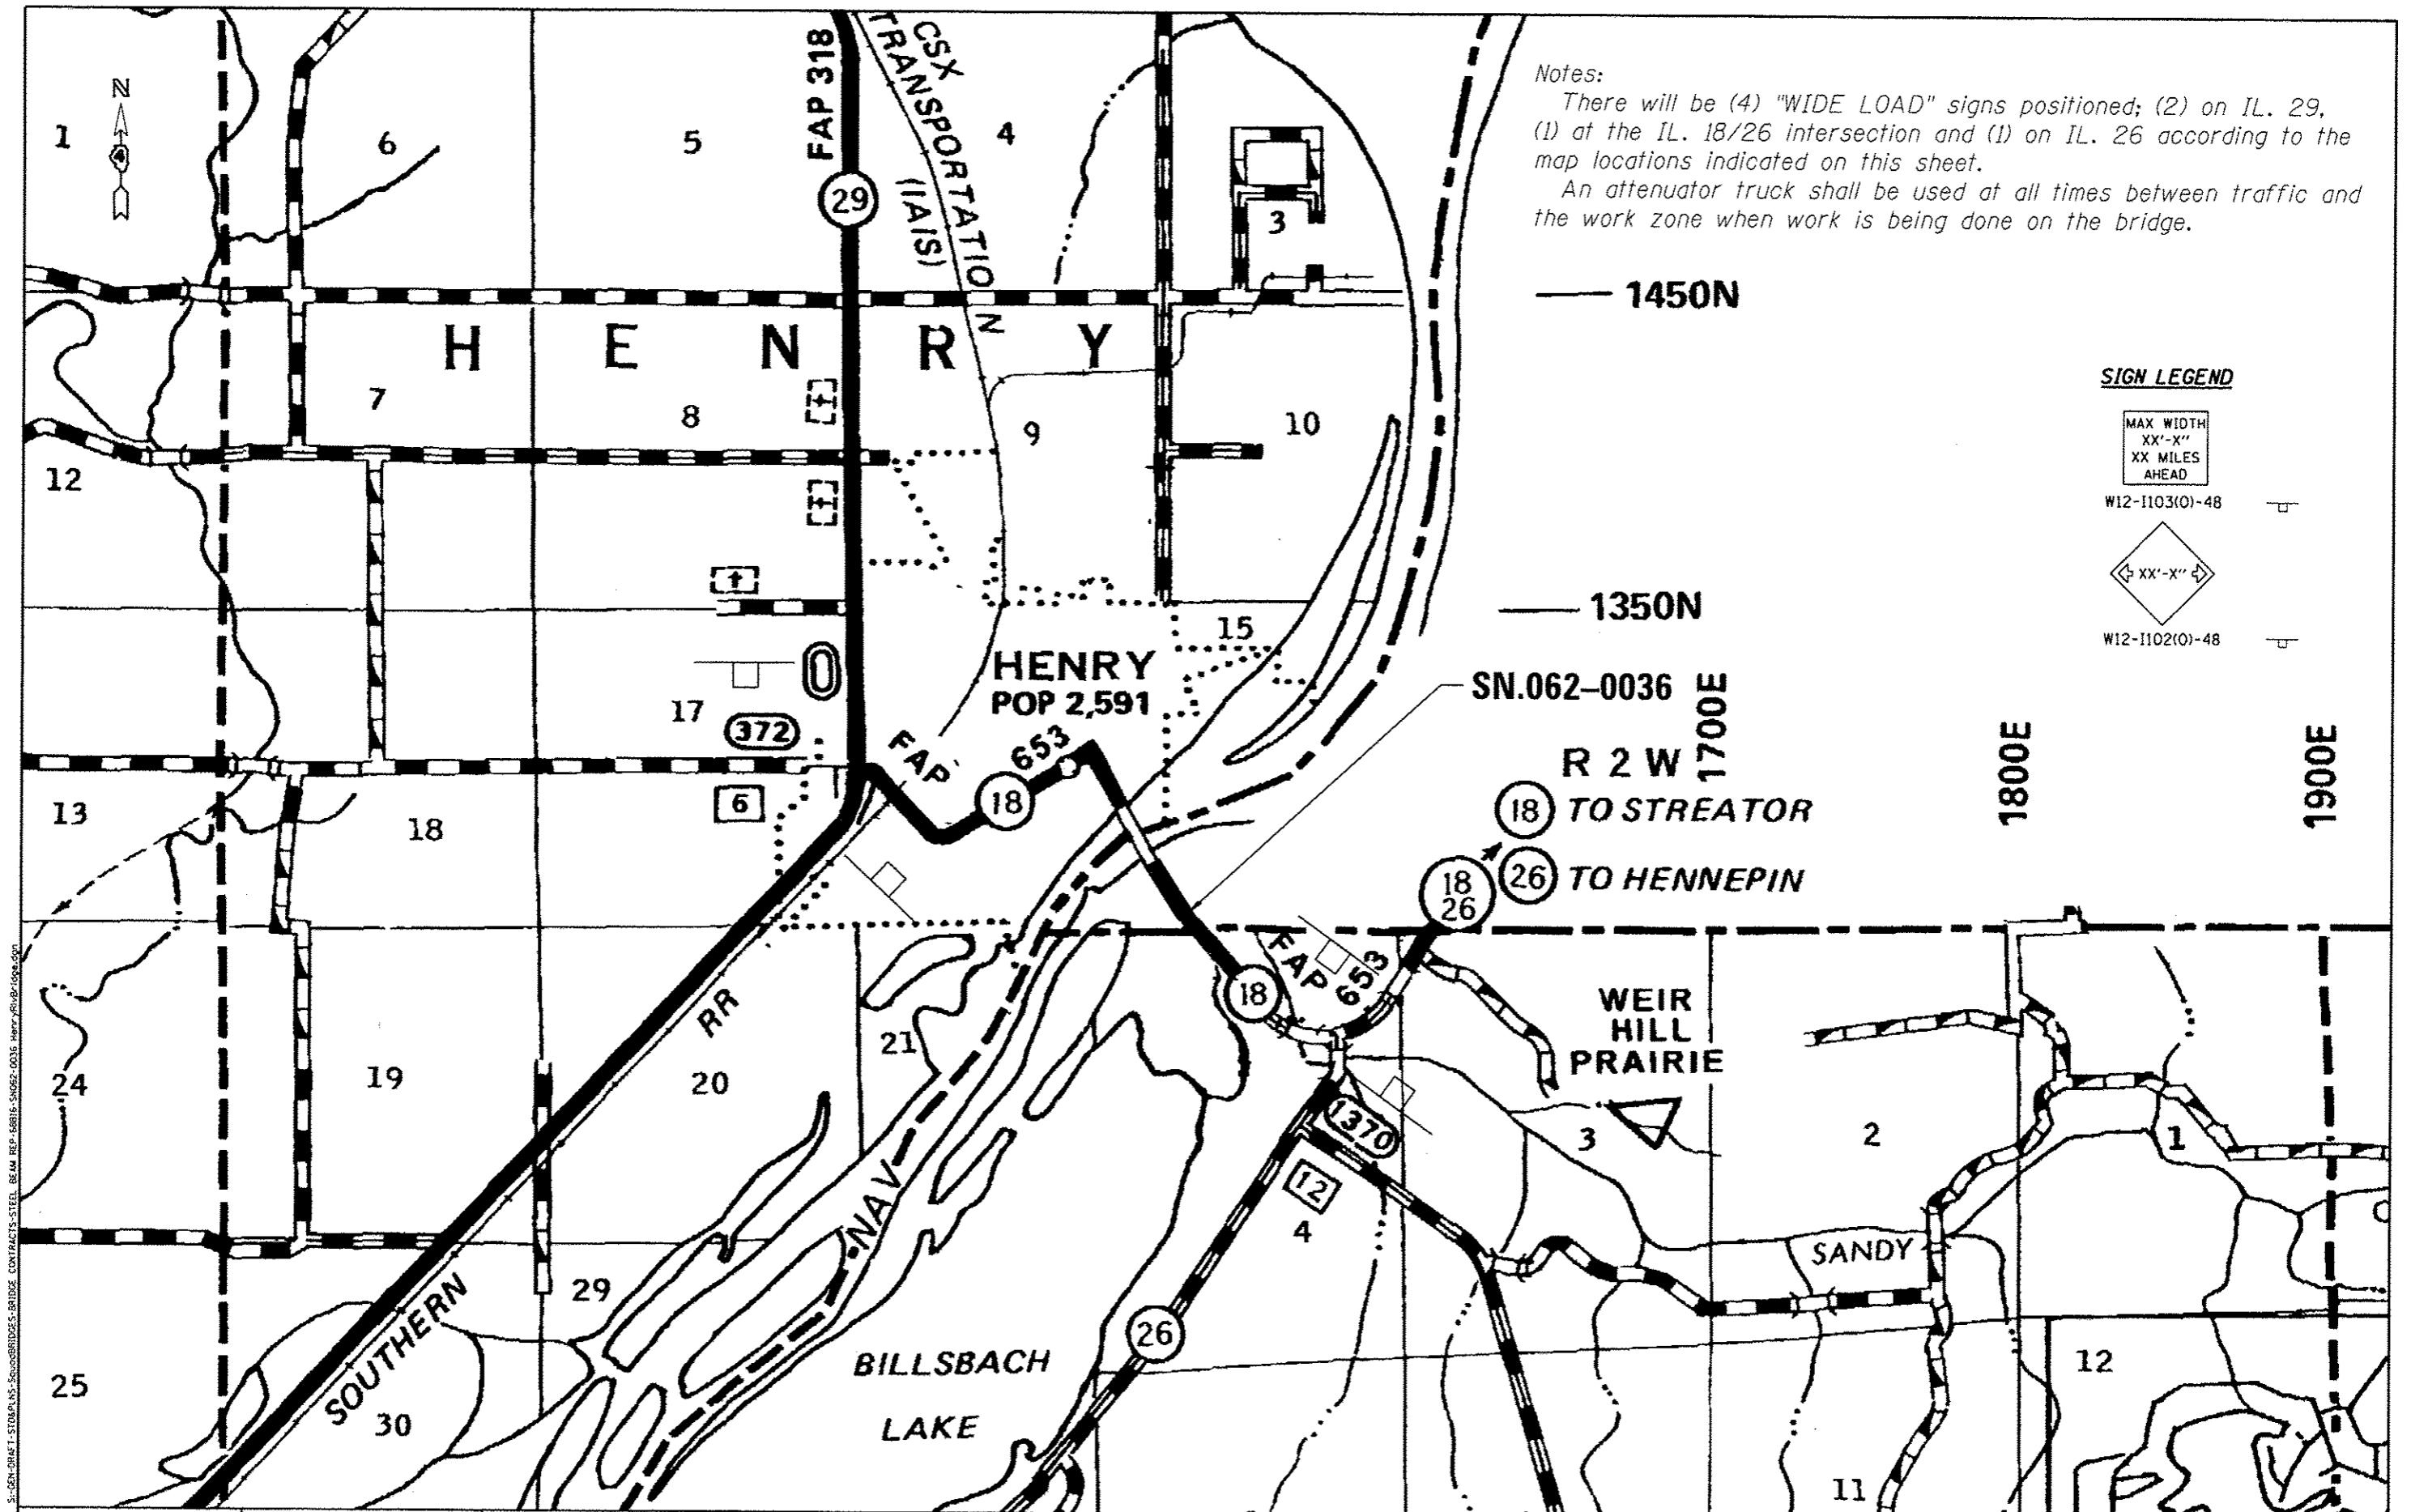 Notes:
There will be (4) "WIDE LOAD" signs positioned; (2) on IL. 29,
(1) at the IL. 18/26 intersection and (1) on IL. 26 according to the
map locations indicated on this sheet.
An attenuator truck shall be used at all times between traffic and
the work zone when work is being done on the bridge.
N
4
1
6
5
FAP 318
29
CSX
TRANSPORTATION
(IAIS)
4
3
1450N
H E N R Y
7
8
9
10
12
SIGN LEGEND
MAX WIDTH
XX'-X"
XX MILES
AHEAD
W12-I103(O)-48
XX'-X"
W12-I102(O)-48
1350N
15
HENRY
POP 2,591
SN.062-0036
17
372
6
FAP 653
18
R 2 W
1700E
1800E
1900E
18 TO STREATOR
26 TO HENNEPIN
18
26
13
18
FAP 653
18
WEIR
HILL
PRAIRIE
RR
21
24
19
20
1370
12
3
2
1
4
NAV.
SANDY
29
SOUTHERN
26
BILLSBACH
LAKE
25
30
12
11